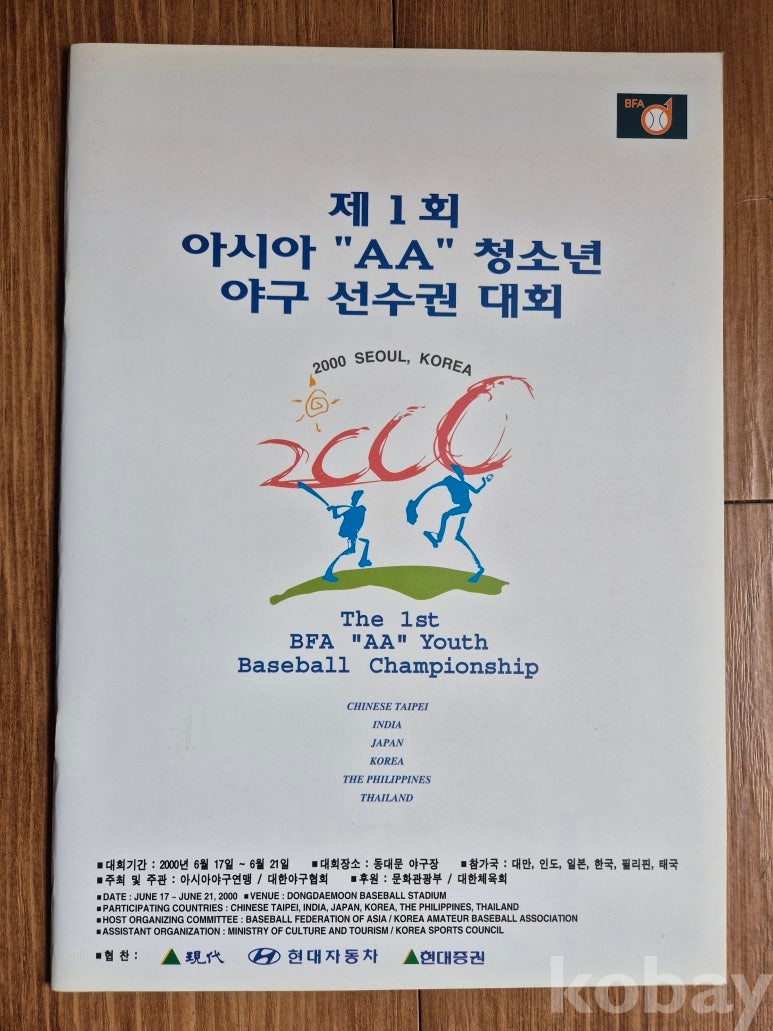 BFA
제 1 회
아시아 "AA" 청소년
야구 선수권 대회
2000 SEOUL, KOREA
2000
The 1st
BFA "AA" Youth
Baseball Championship
CHINESE TAIPEI
INDIA
JAPAN
KOREA
THE PHILIPPINES
THAILAND
■대회기간 : 2000년 6월 17일 ~ 6월 21일 ■대회장소 : 동대문 야구장 ■참가국 : 대만, 인도, 일본, 한국, 필리핀, 태국
■주최 및 주관 : 아시아야구연맹 / 대한야구협회 ■후원 : 문화관광부 / 대한체육회
■DATE : JUNE 17 ~ JUNE 21, 2000 ■VENUE : DONGDAEMOON BASEBALL STADIUM
■PARTICIPATING COUNTRIES : CHINESE TAIPEI, INDIA, JAPAN, KOREA, THE PHILIPPINES, THAILAND
■HOST ORGANIZING COMMITTEE : BASEBALL FEDERATION OF ASIA / KOREA AMATEUR BASEBALL ASSOCIATION
■ASSISTANT ORGANIZATION : MINISTRY OF CULTURE AND TOURISM / KOREA SPORTS COUNCIL
■협 찬 : 現代 현대자동차 현대증권
kobay